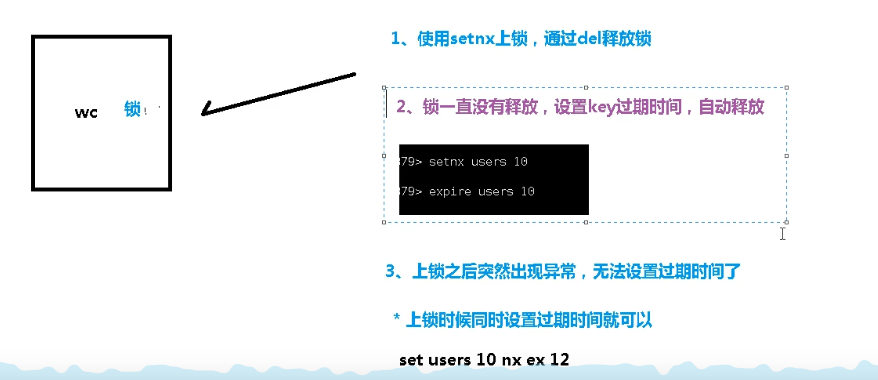 1、使用setnx上锁，通过del释放锁
wc 锁
2、锁一直没有释放，设置key过期时间，自动释放
379> setnx users 10
379> expire users 10
3、上锁之后突然出现异常，无法设置过期时间了
* 上锁时候同时设置过期时间就可以
set users 10 nx ex 12